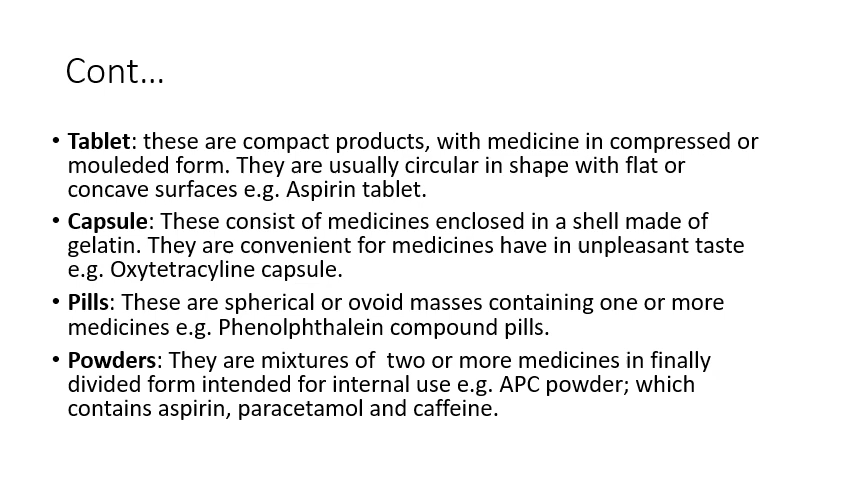 Cont…
• Tablet: these are compact products, with medicine in compressed or
mouleded form. They are usually circular in shape with flat or
concave surfaces e.g. Aspirin tablet.
• Capsule: These consist of medicines enclosed in a shell made of
gelatin. They are convenient for medicines have in unpleasant taste
e.g. Oxytetracyline capsule.
• Pills: These are spherical or ovoid masses containing one or more
medicines e.g. Phenolphthalein compound pills.
• Powders: They are mixtures of  two or more medicines in finally
divided form intended for internal use e.g. APC powder; which
contains aspirin, paracetamol and caffeine.